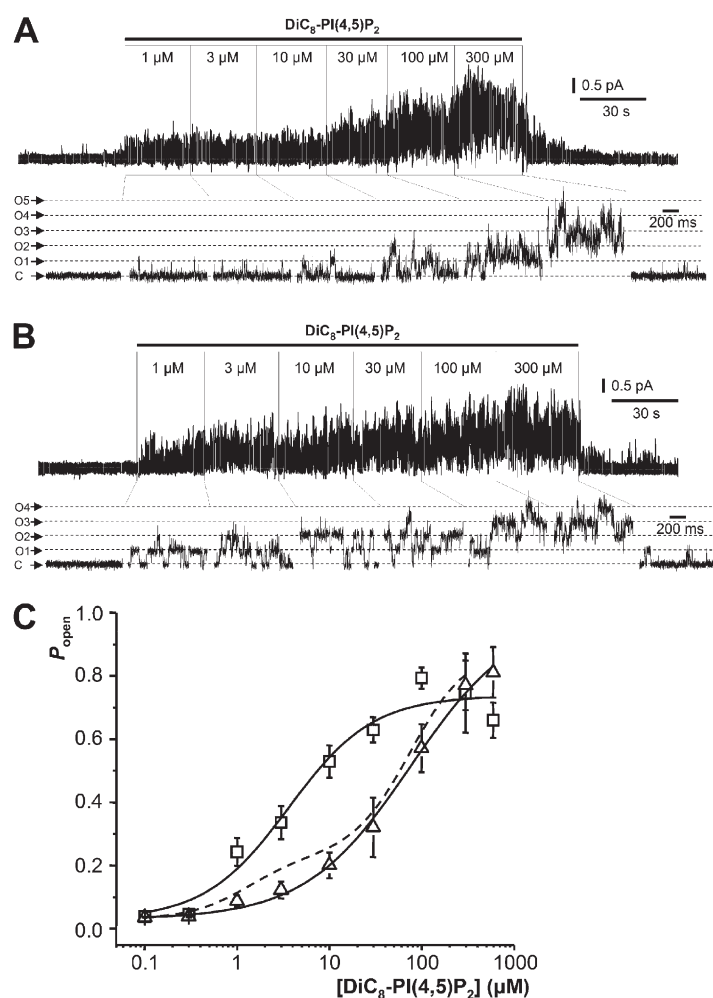 A
DiC₈-PI(4,5)P₂
1 µM 3 µM 10 µM 30 µM 100 µM 300 µM
0.5 pA
30 s
O5
O4
O3
O2
O1
C
200 ms
B
DiC₈-PI(4,5)P₂
1 µM 3 µM 10 µM 30 µM 100 µM 300 µM
0.5 pA
30 s
O4
O3
O2
O1
C
200 ms
C
Popen
1.0
0.8
0.6
0.4
0.2
0.0
0.1 1 10 100 1000
[DiC₈-PI(4,5)P₂] (µM)